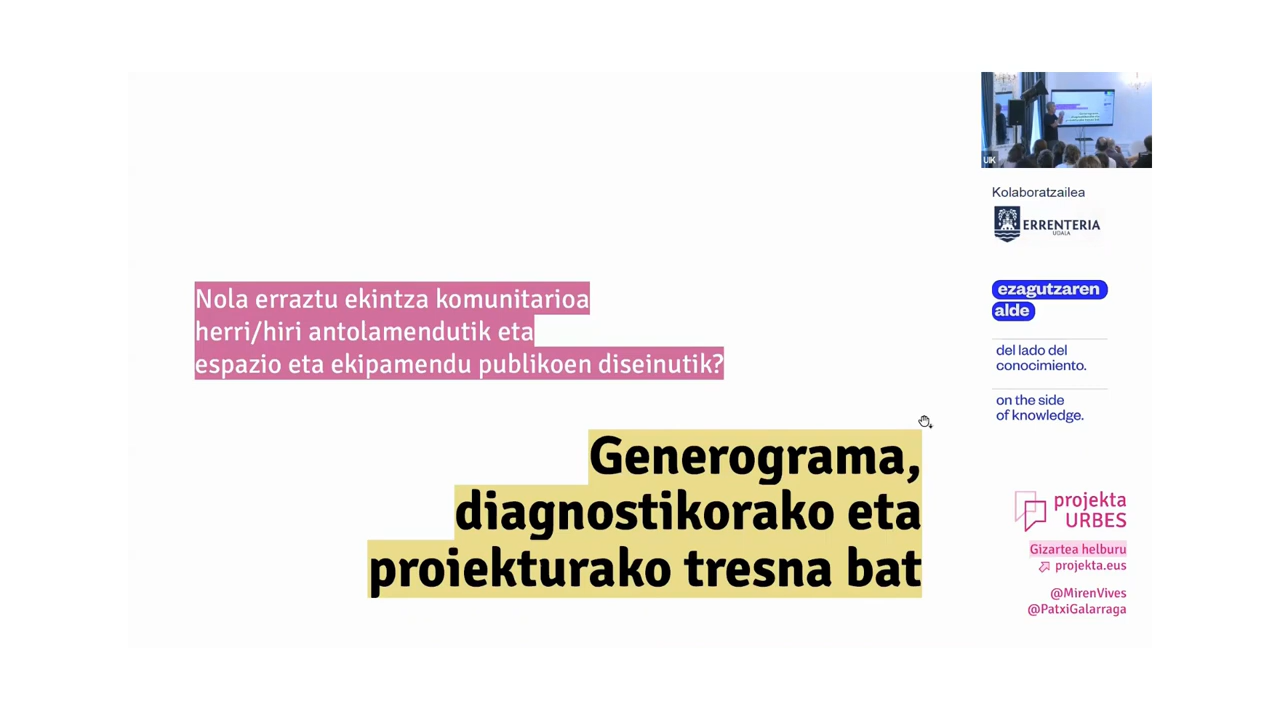 Nola erraztu ekintza komunitarioa
herri/hiri antolamendutik eta
espazio eta ekipamendu publikoen diseinutik?
Generograma,
diagnostikorako eta
proiekturako tresna bat
UIK
Kolaboratzailea
ERRENTERIA
UDALA
ezagutzaren
alde
del lado del
conocimiento.
on the side
of knowledge.
projekta
URBES
Gizartea helburu
projekta.eus
@MirenVives
@PatxiGalarraga